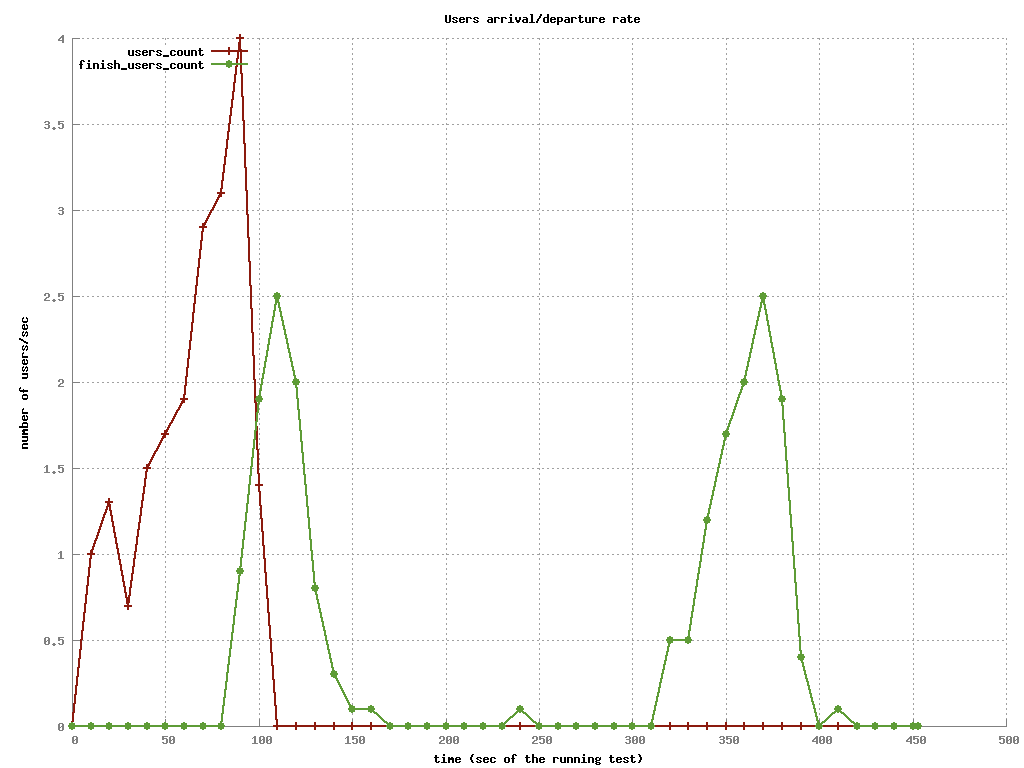 Users arrival/departure rate
users_count
finish_users_count
4
3.5
3
2.5
2
1.5
1
0.5
0
number of users/sec
0 50 100 150 200 250 300 350 400 450 500
time (sec of the running test)